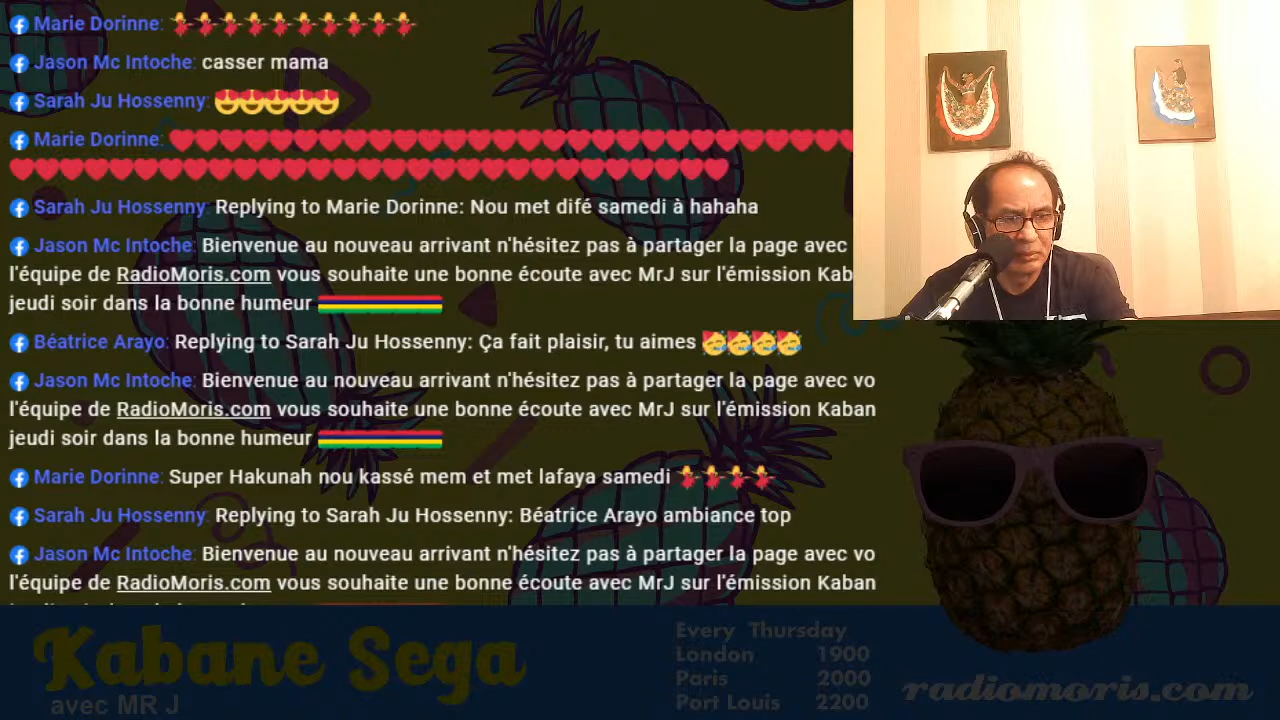 Marie Dorinne: 💃💃💃💃💃💃💃💃💃💃
Jason Mc Intoche: casser mama
Sarah Ju Hossenny: 😍😍😍😍😍
Marie Dorinne: ❤❤❤❤❤❤❤❤❤❤❤❤❤❤❤❤❤❤❤❤❤❤❤❤❤❤❤❤
❤❤❤❤❤❤❤❤❤❤❤❤❤❤❤❤❤❤❤❤❤❤❤❤❤❤❤❤❤
Sarah Ju Hossenny: Replying to Marie Dorinne: Nou met difé samedi à hahaha
Jason Mc Intoche: Bienvenue au nouveau arrivant n'hésitez pas à partager la page avec
l'équipe de RadioMoris.com vous souhaite une bonne écoute avec MrJ sur l'émission Kab
jeudi soir dans la bonne humeur
Béatrice Arayo: Replying to Sarah Ju Hossenny: Ça fait plaisir, tu aimes 🥳🥳🥳🥳
Jason Mc Intoche: Bienvenue au nouveau arrivant n'hésitez pas à partager la page avec vo
l'équipe de RadioMoris.com vous souhaite une bonne écoute avec MrJ sur l'émission Kaban
jeudi soir dans la bonne humeur
Marie Dorinne: Super Hakunah nou kassé mem et met lafaya samedi 💃💃💃💃
Sarah Ju Hossenny: Replying to Sarah Ju Hossenny: Béatrice Arayo ambiance top
Jason Mc Intoche: Bienvenue au nouveau arrivant n'hésitez pas à partager la page avec vo
l'équipe de RadioMoris.com vous souhaite une bonne écoute avec MrJ sur l'émission Kaban
Kabane Sega
avec MR J
Every Thursday
London 1900
Paris 2000
Port Louis 2200
radiomoris.com